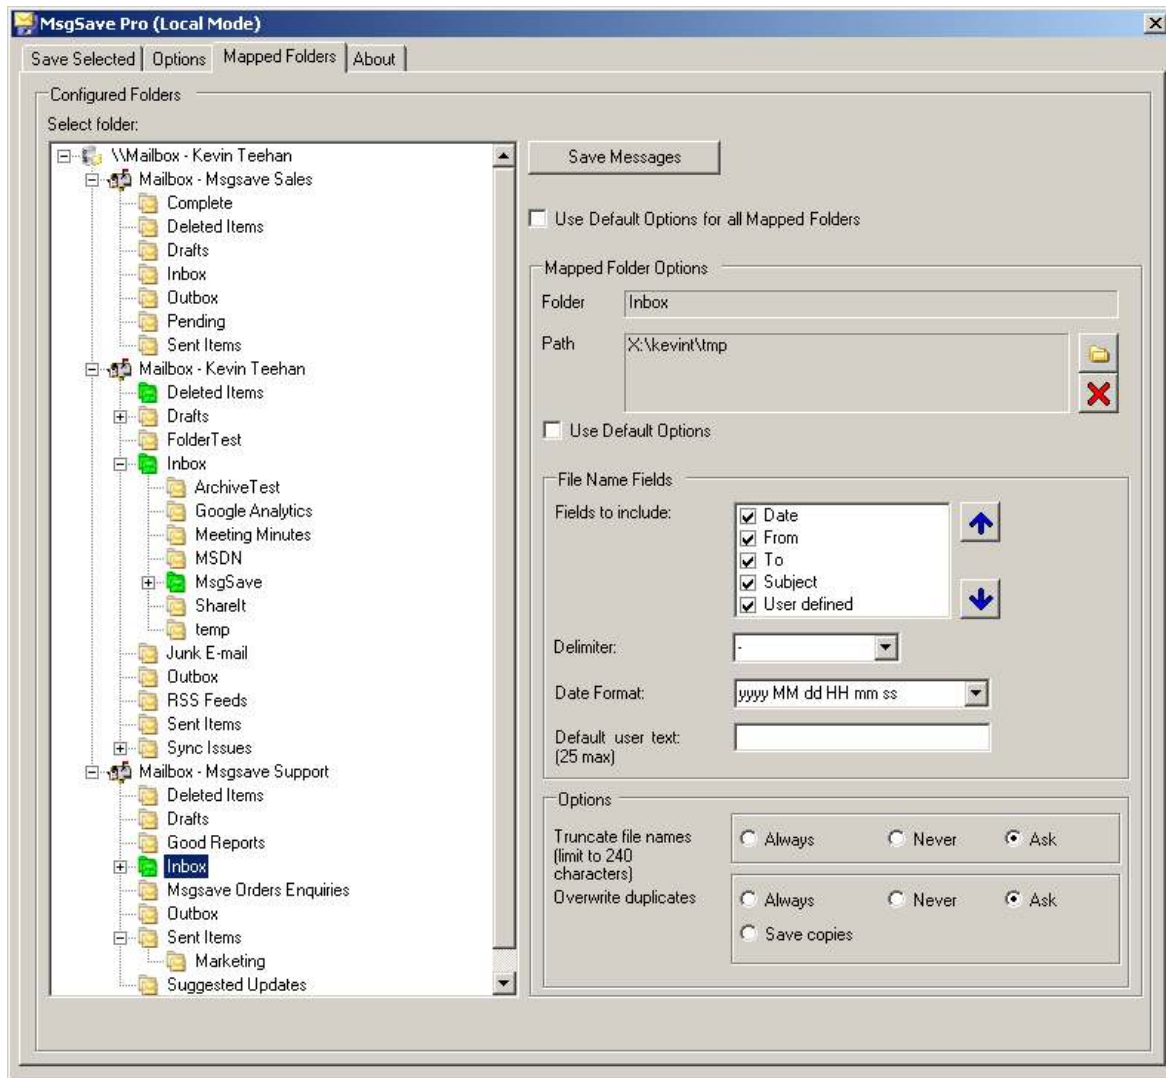 MsgSave Pro (Local Mode)
Save Selected
Options
Mapped Folders
About
Configured Folders
Select folder:
\\Mailbox - Kevin Teehan
Mailbox - Msgsave Sales
Complete
Deleted Items
Drafts
Inbox
Outbox
Pending
Sent Items
Mailbox - Kevin Teehan
Deleted Items
Drafts
FolderTest
Inbox
ArchiveTest
Google Analytics
Meeting Minutes
MSDN
MsgSave
ShareIt
temp
Junk E-mail
Outbox
RSS Feeds
Sent Items
Sync Issues
Mailbox - Msgsave Support
Deleted Items
Drafts
Good Reports
Inbox
Msgsave Orders Enquiries
Outbox
Sent Items
Marketing
Suggested Updates
Save Messages
Use Default Options for all Mapped Folders
Mapped Folder Options
Folder
Inbox
Path
X:\kevint\tmp
Use Default Options
File Name Fields
Fields to include:
Date
From
To
Subject
User defined
Delimiter:
-
Date Format:
yyyy MM dd HH mm ss
Default user text:
(25 max)
Options
Truncate file names
(limit to 240
characters)
Always
Never
Ask
Overwrite duplicates
Always
Never
Ask
Save copies